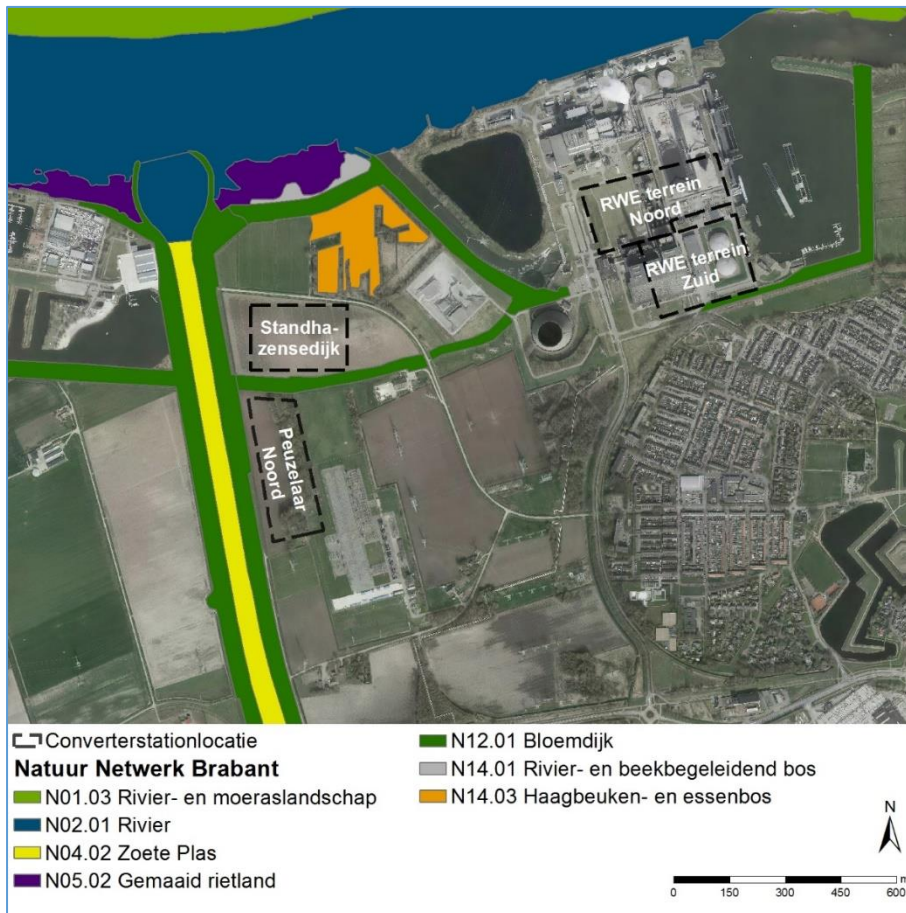 RWE terrein
Noord
RWE terrein
Zuid
Standha-
zensedijk
Peuzelaar
Noord
Converterstationlocatie
Natuur Netwerk Brabant
N01.03 Rivier- en moeraslandschap
N02.01 Rivier
N04.02 Zoete Plas
N05.02 Gemaaid rietland
N12.01 Bloemdijk
N14.01 Rivier- en beekbegeleidend bos
N14.03 Haagbeuken- en essenbos
N
m
0 150 300 450 600